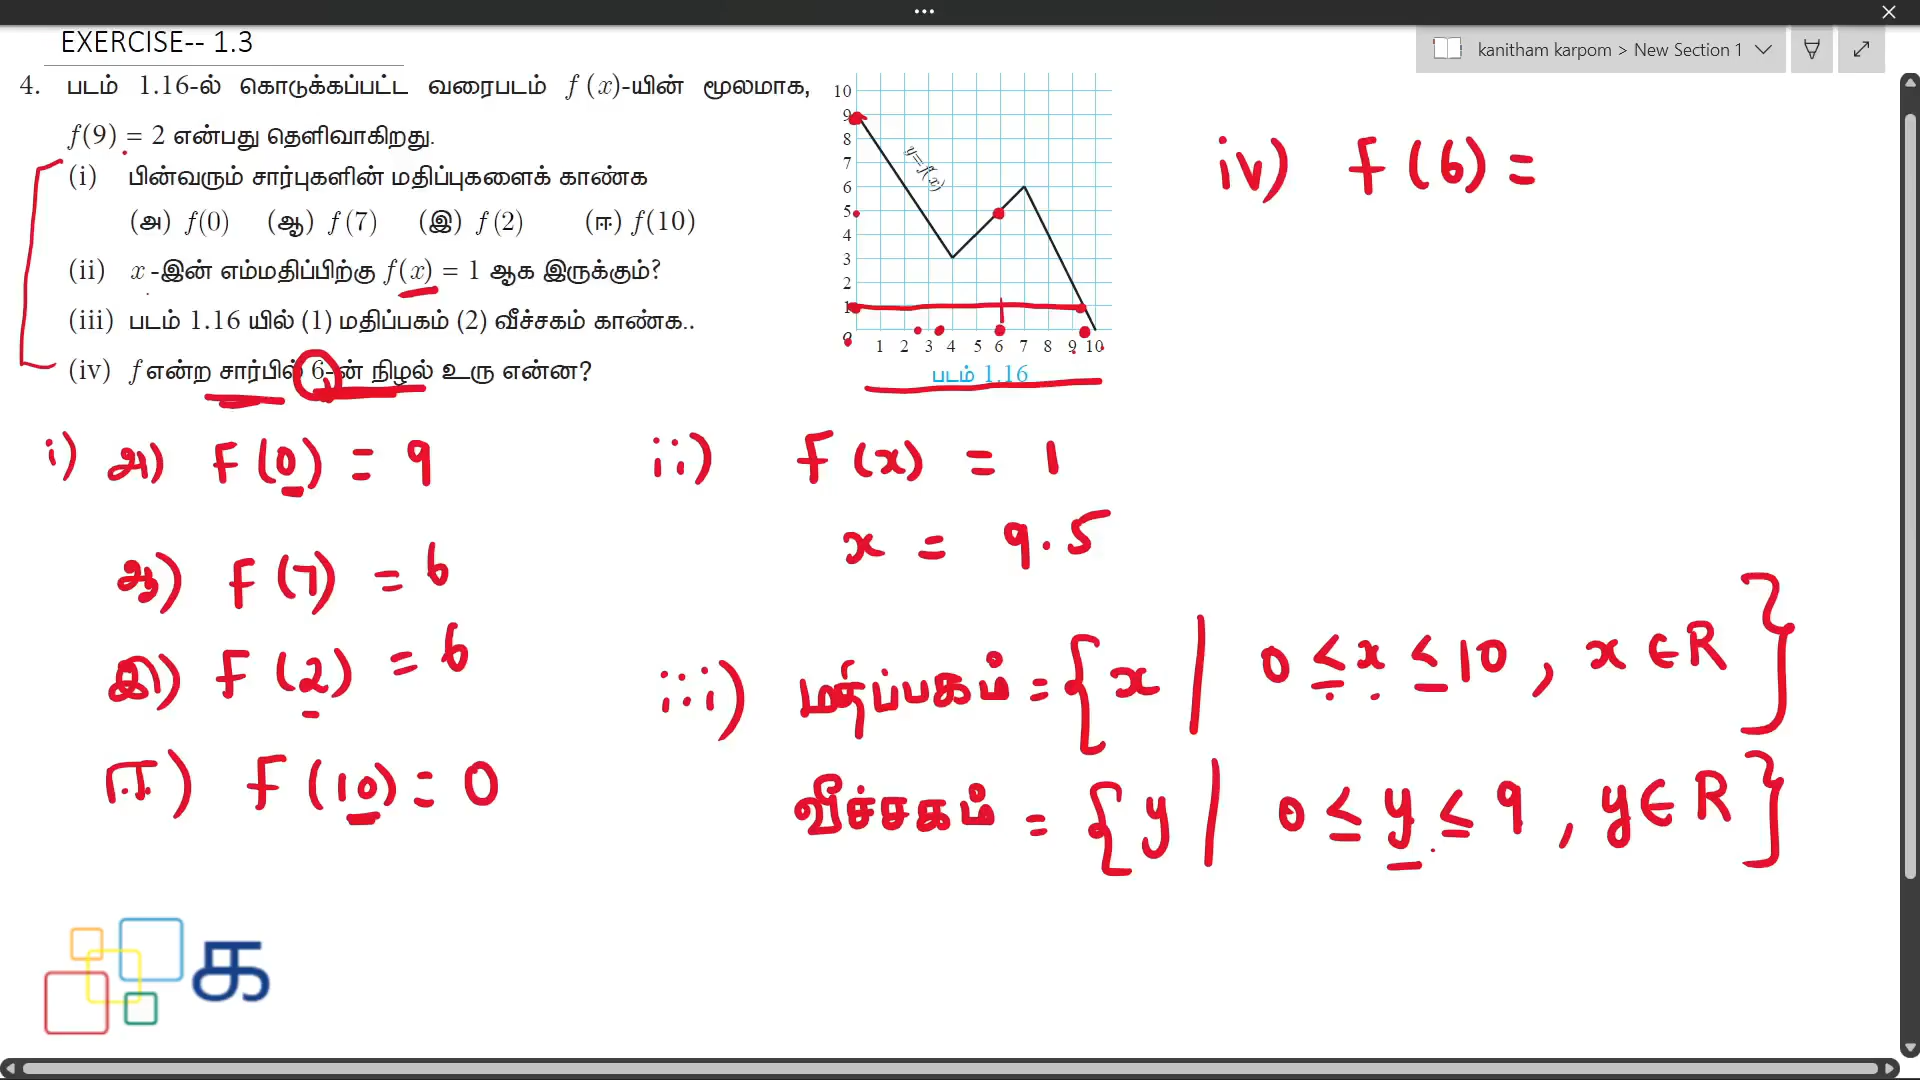 EXERCISE-- 1.3
kanitham karpom > New Section 1
4. படம் 1.16-ல் கொடுக்கப்பட்ட வரைபடம் f (x)-யின் மூலமாக,
f(9) = 2 என்பது தெளிவாகிறது.
(i) பின்வரும் சார்புகளின் மதிப்புகளைக் காண்க
(அ) f(0) (ஆ) f(7) (இ) f(2) (ஈ) f(10)
(ii) x -இன் எம்மதிப்பிற்கு f(x) = 1 ஆக இருக்கும்?
(iii) படம் 1.16 யில் (1) மதிப்பகம் (2) வீச்சகம் காண்க..
(iv) f என்ற சார்பில் 6-ன் நிழல் உரு என்ன?
10
9
8
7
6
5
4
3
2
1
0
y=f(x)
1 2 3 4 5 6 7 8 9 10
படம் 1.16
iv) f(6) =
i) அ) f(0) = 9
ஆ) f(7) = 6
இ) f(2) = 6
ஈ) f(10) = 0
ii) f(x) = 1
x = 9.5
iii) மதிப்பகம் = {x | 0 ≤ x ≤ 10, x ∈ R}
வீச்சகம் = {y | 0 ≤ y ≤ 9, y ∈ R}
க